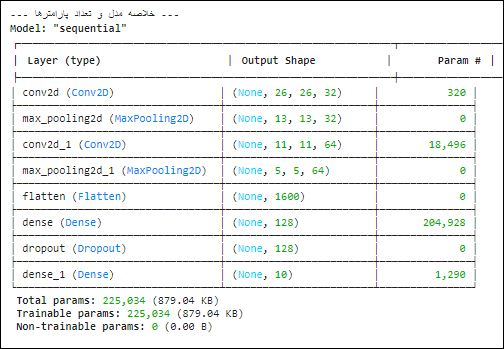 --- خلاصه مدل و تعداد پارامترها ---
Model: "sequential"
Layer (type) Output Shape Param #
conv2d (Conv2D) (None, 26, 26, 32) 320
max_pooling2d (MaxPooling2D) (None, 13, 13, 32) 0
conv2d_1 (Conv2D) (None, 11, 11, 64) 18,496
max_pooling2d_1 (MaxPooling2D) (None, 5, 5, 64) 0
flatten (Flatten) (None, 1600) 0
dense (Dense) (None, 128) 204,928
dropout (Dropout) (None, 128) 0
dense_1 (Dense) (None, 10) 1,290
Total params: 225,034 (879.04 KB)
Trainable params: 225,034 (879.04 KB)
Non-trainable params: 0 (0.00 B)